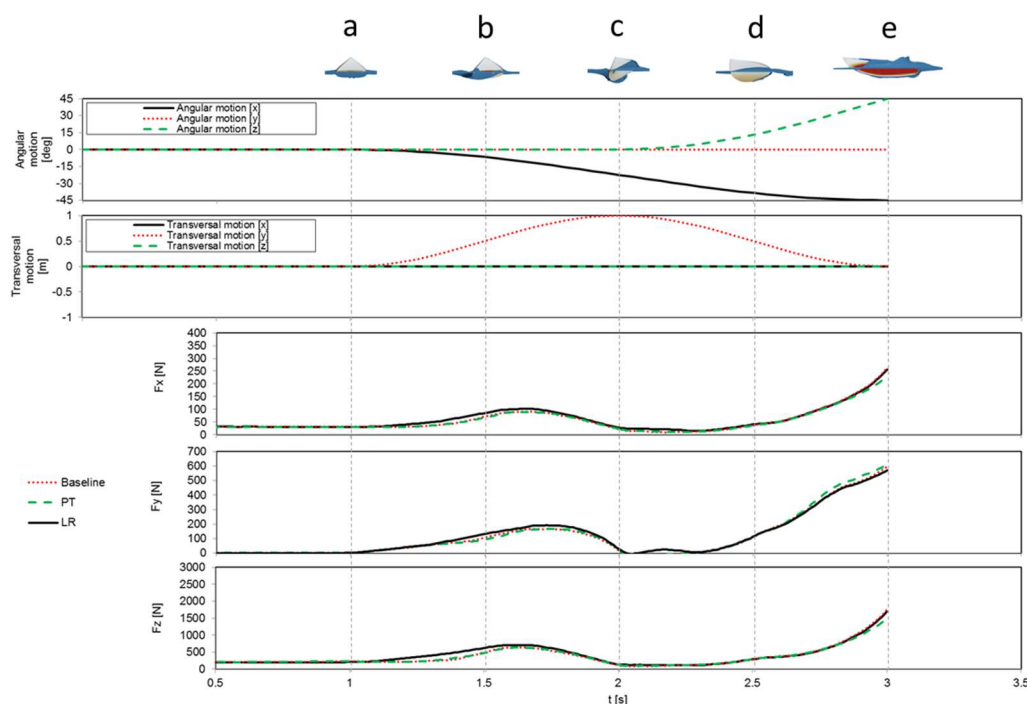 a b c d e
45
30
15
0
-15
-30
-45
Angular
motion
[deg]
Angular motion [x]
Angular motion [y]
Angular motion [z]
1
0.5
0
-0.5
-1
Transversal
motion
[m]
Transversal motion [x]
Transversal motion [y]
Transversal motion [z]
400
350
300
250
200
150
100
50
0
Fx [N]
700
600
500
400
300
200
100
0
Fy [N]
Baseline
PT
LR
3000
2500
2000
1500
1000
500
0
Fz [N]
0.5 1 1.5 2 2.5 3 3.5
t [s]